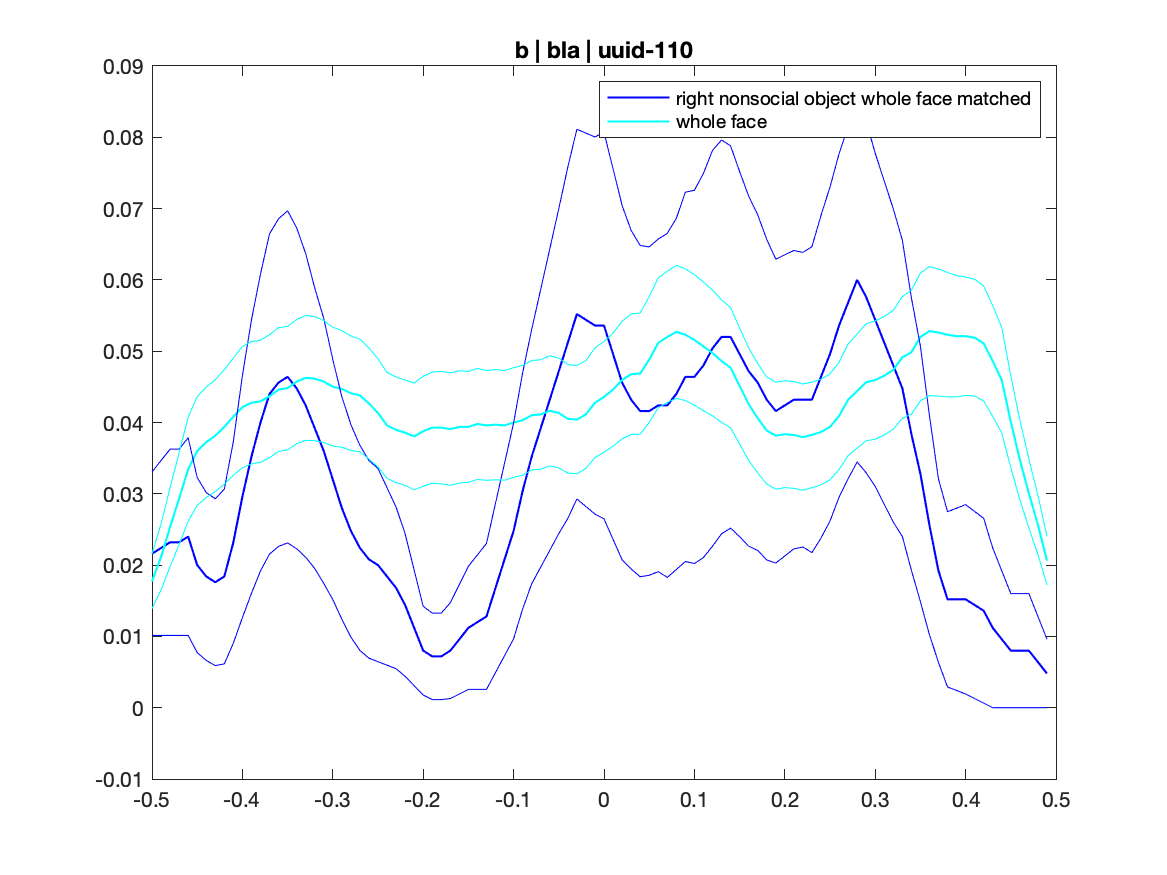 b | bla | uuid-110
right nonsocial object whole face matched
whole face
0.09
0.08
0.07
0.06
0.05
0.04
0.03
0.02
0.01
0
-0.01
-0.5 -0.4 -0.3 -0.2 -0.1 0 0.1 0.2 0.3 0.4 0.5